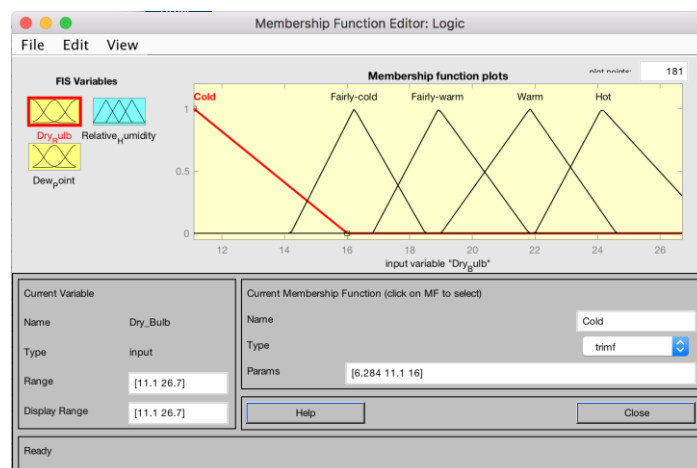 Membership Function Editor: Logic
File Edit View
FIS Variables
Dry_Bulb Relative_Humidity
Dew_Point
Membership function plots
plot points: 181
Cold Fairly-cold Fairly-warm Warm Hot
1
0.5
0
12 14 16 18 20 22 24 26
input variable "Dry_Bulb"
Current Variable
Name Dry_Bulb
Type input
Range [11.1 26.7]
Display Range [11.1 26.7]
Current Membership Function (click on MF to select)
Name Cold
Type trimf
Params [6.284 11.1 16]
Help Close
Ready